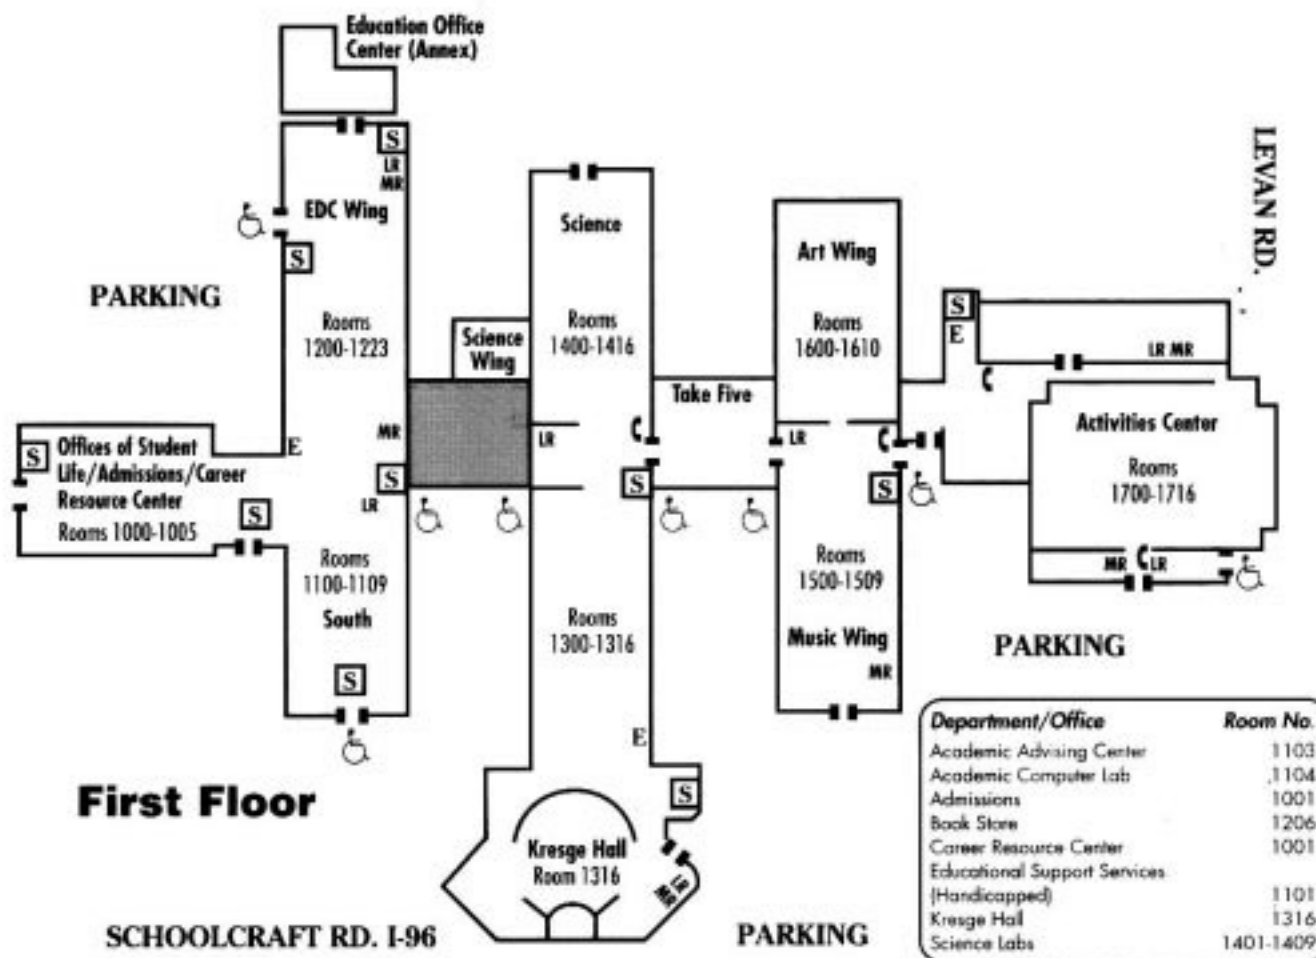 Education Office
Center (Annex)
S
LR
MR
EDC Wing
S
PARKING
Rooms
1200-1223
Science
Rooms
1400-1416
Science
Wing
Art Wing
Rooms
1600-1610
LEVAN RD.
S
E
LR MR
Take Five
Activities Center
Rooms
1700-1716
S
Offices of Student
Life/Admissions/Career
Resource Center
Rooms 1000-1005
E
MR
S
LR
LR
LR
S
S
S
Rooms
1100-1109
South
S
Rooms
1300-1316
E
Rooms
1500-1509
Music Wing
MR
MR
LR
PARKING
First Floor
S
Kresge Hall
Room 1316
LR
MR
SCHOOLCRAFT RD. I-96
PARKING
Department/Office Room No.
Academic Advising Center 1103
Academic Computer Lab 1104
Admissions 1001
Book Store 1206
Career Resource Center 1001
Educational Support Services
(Handicapped) 1101
Kresge Hall 1316
Science Labs 1401-1409